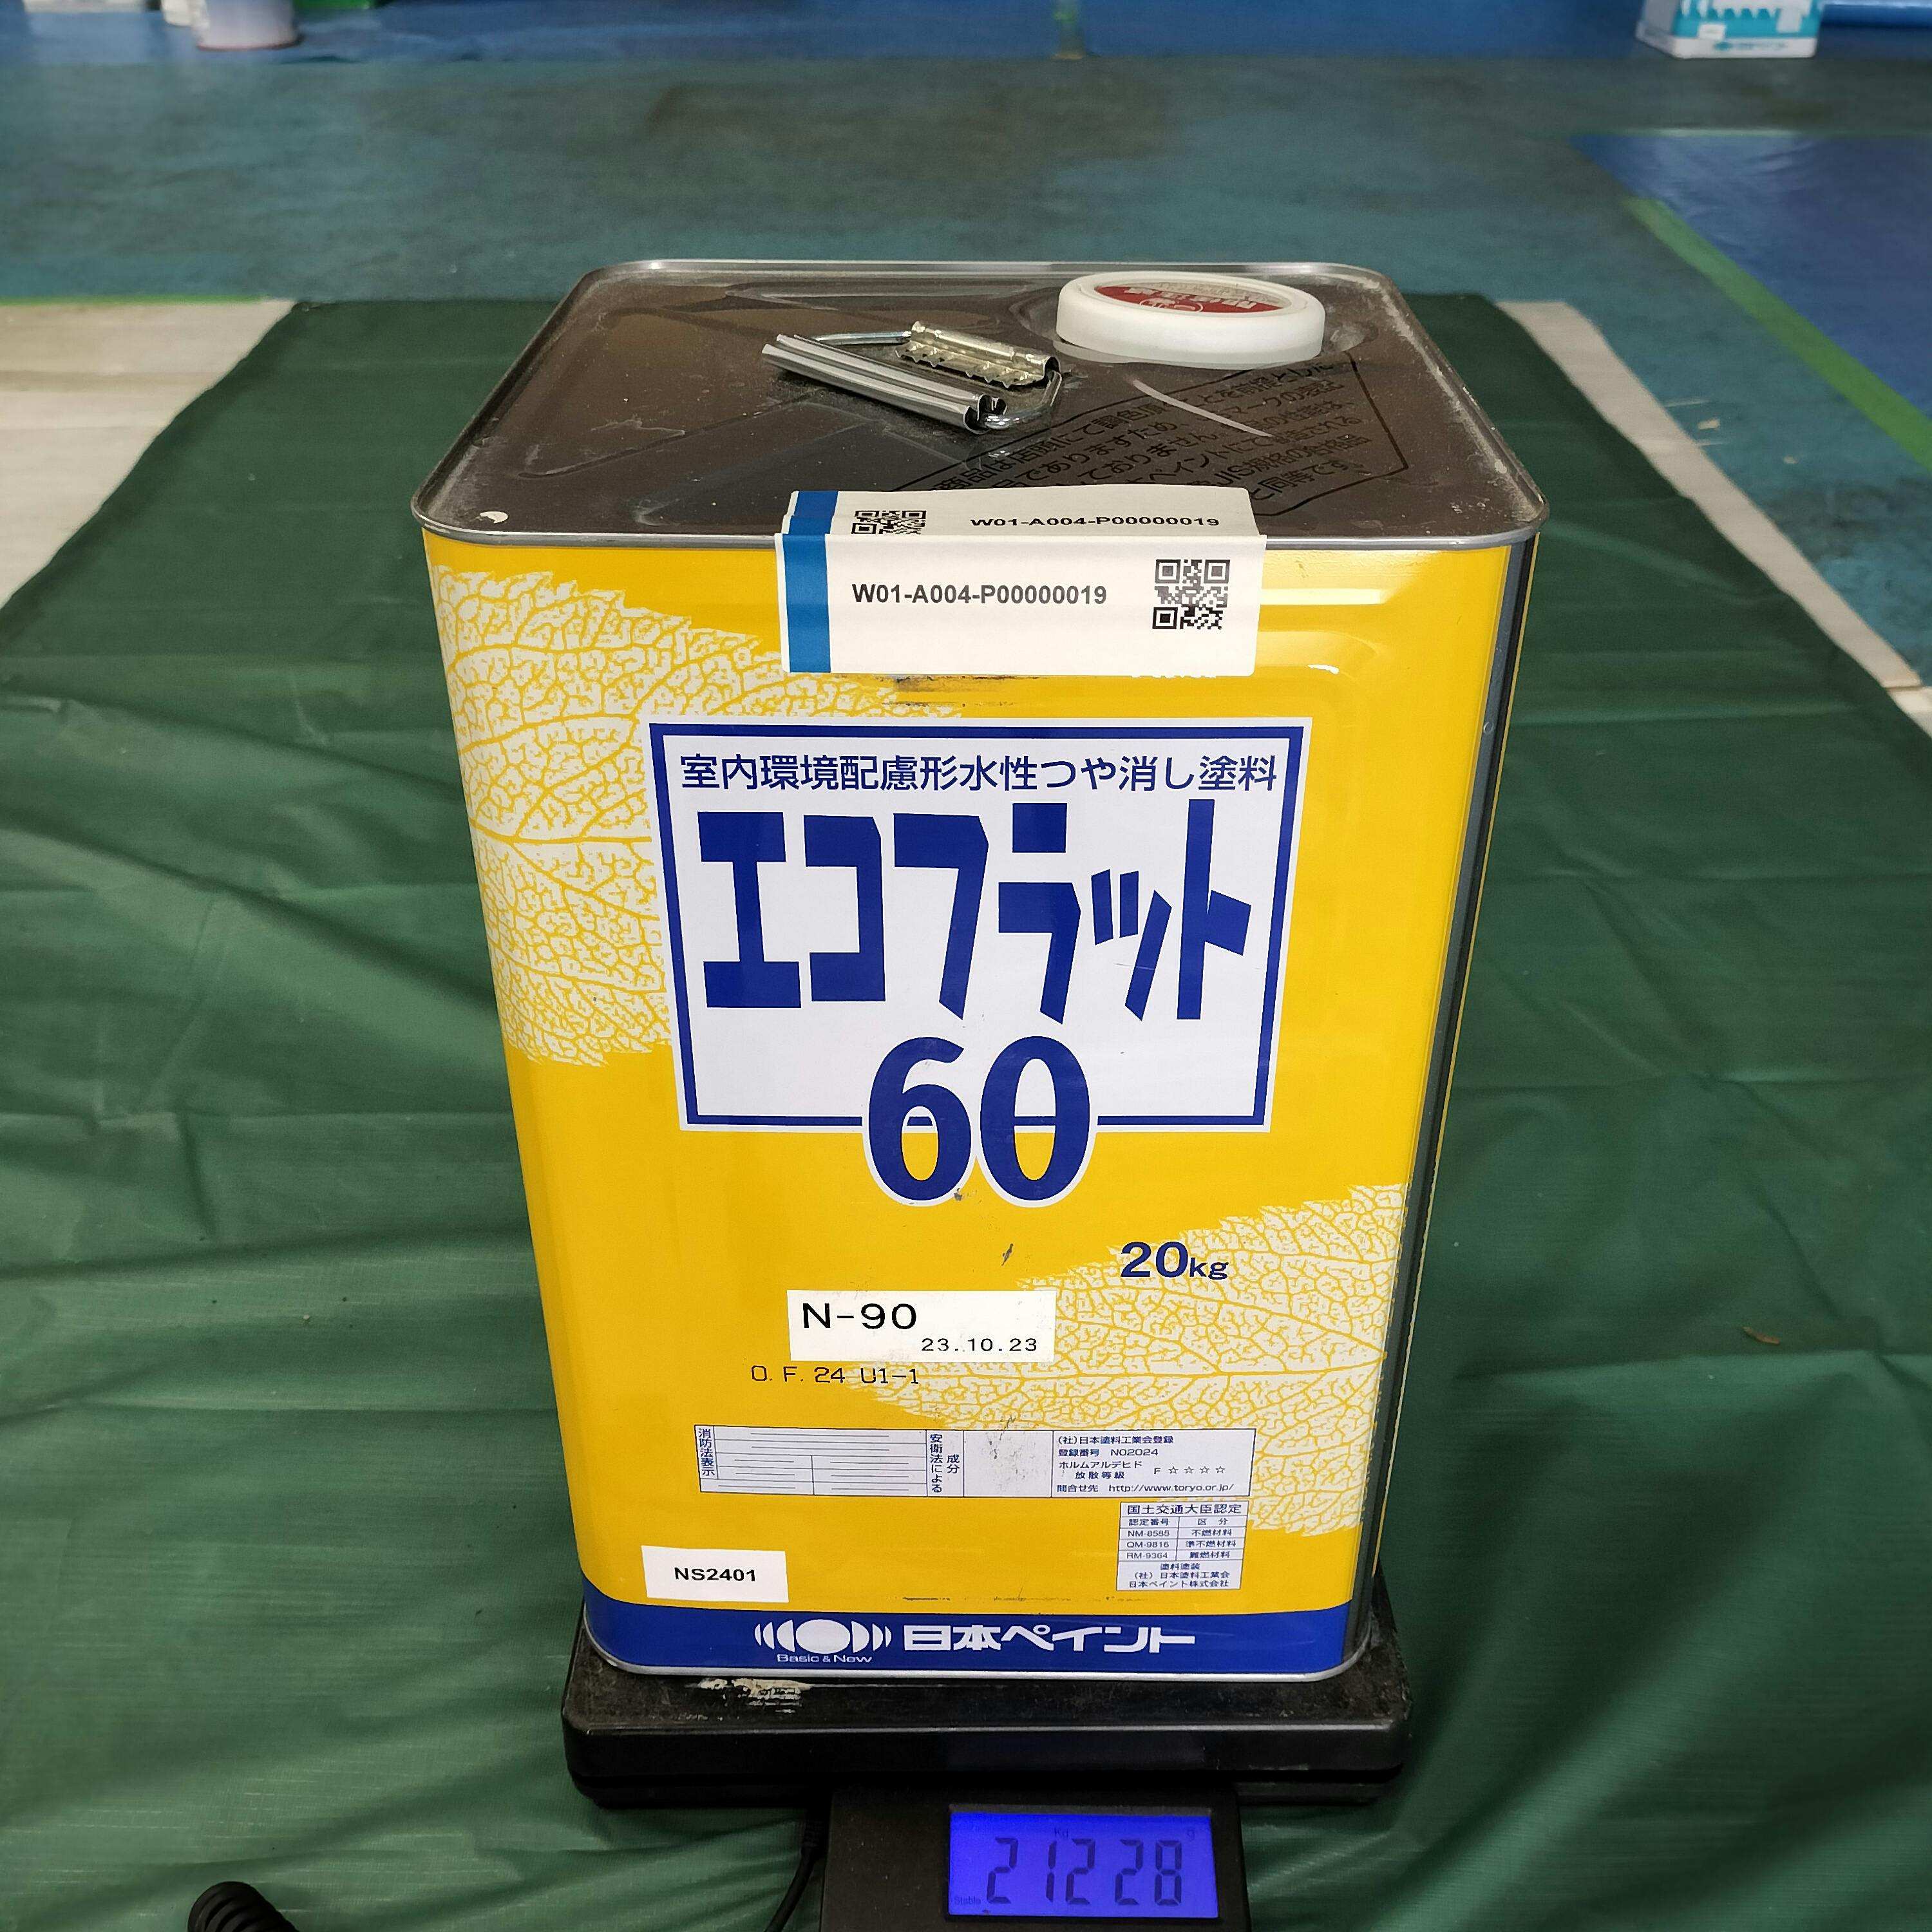 W01-A004-P00000019
W01-A004-P00000019
室内環境配慮形水性つや消し塗料
エコフラット
60
20kg
N-90
23.10.23
O.F.24 U1-1
消防法表示
安衛法による
成分
(社)日本塗料工業会登録
登録番号 N02024
ホルムアルデヒド
放散等級 F☆☆☆☆
問合せ先 http://www.toryo.or.jp/
国土交通大臣認定
認定番号 区 分
NM-8585 不燃材料
QM-9816 準不燃材料
RM-9364 難燃材料
塗料塗装
(社)日本塗料工業会
日本ペイント株式会社
NS2401
日本ペイント
Basic & New
Kg g
21228
Stable